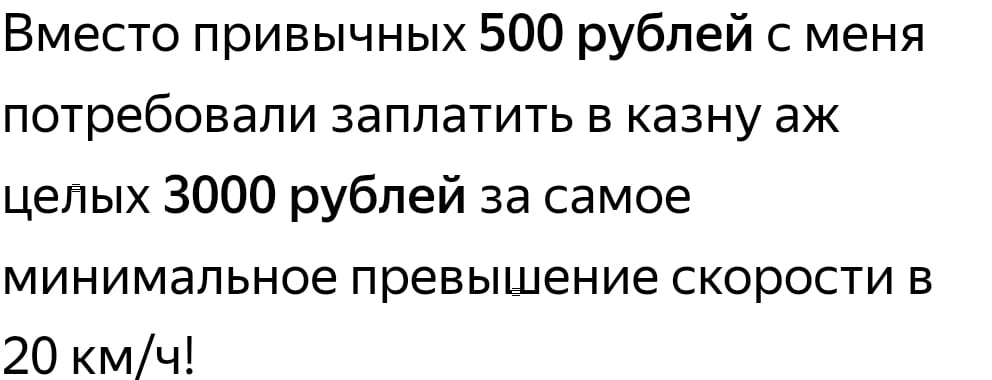 Вместо привычных 500 рублей с меня
потребовали заплатить в казну аж
целых 3000 рублей за самое
минимальное превышение скорости в
20 км/ч!